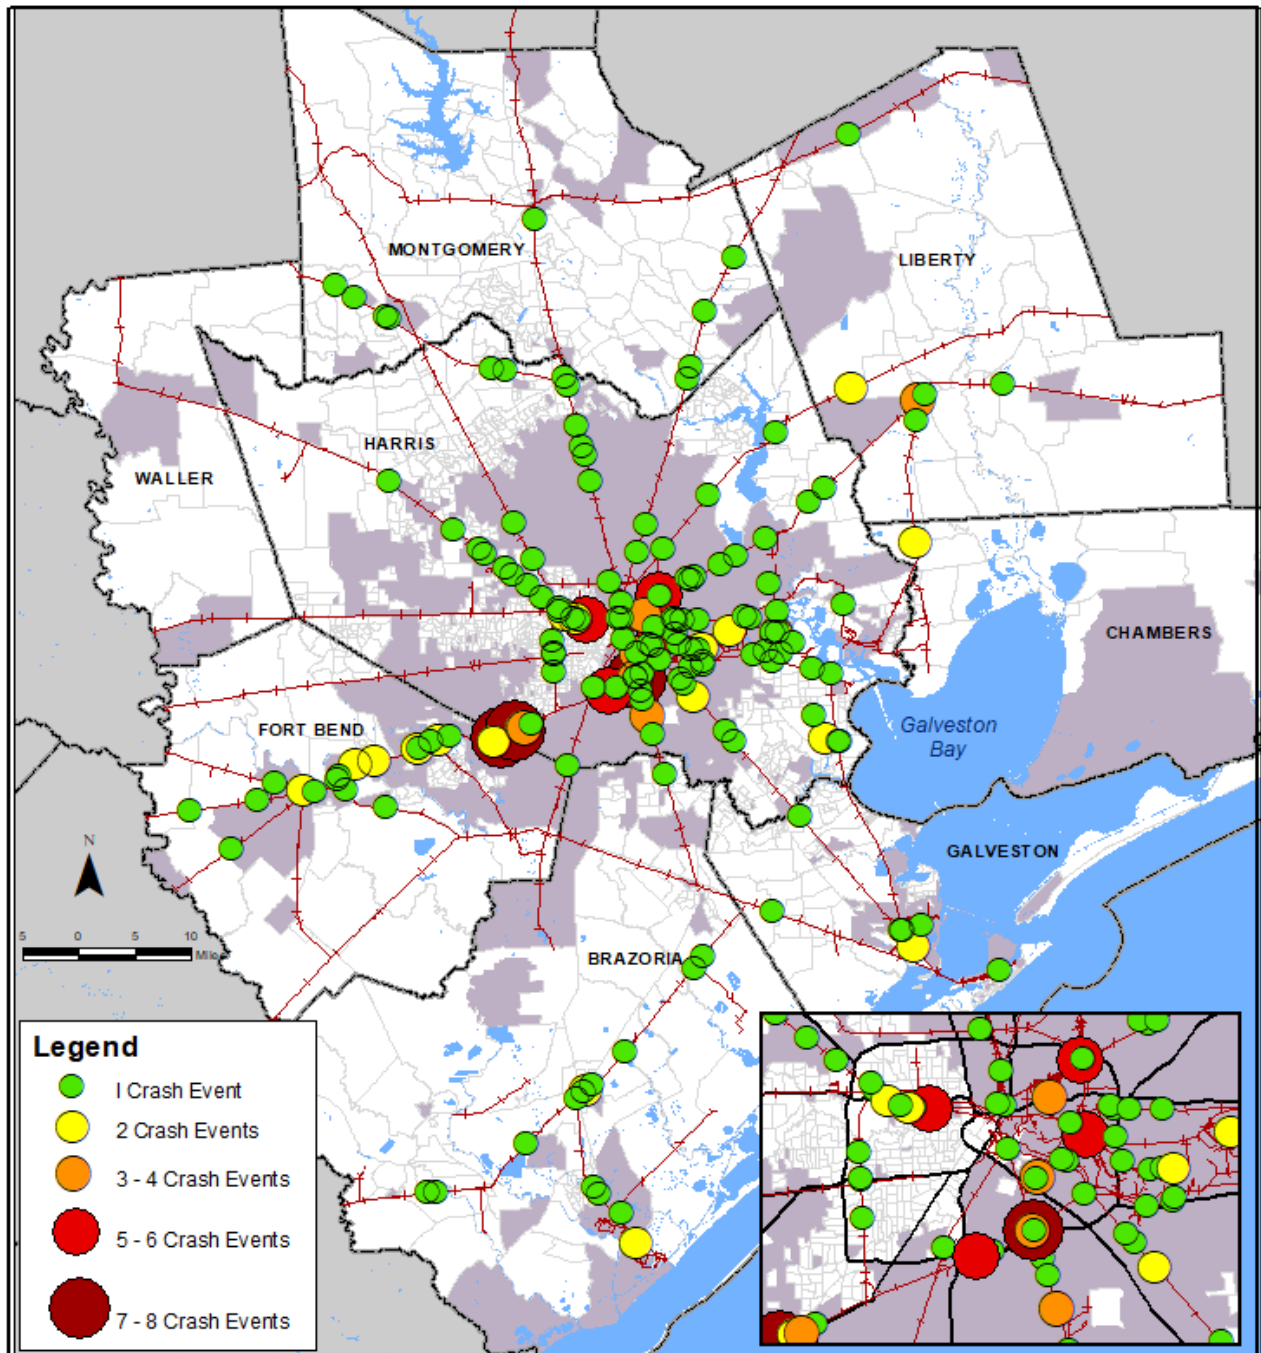 MONTGOMERY
LIBERTY
HARRIS
WALLER
CHAMBERS
FORT BEND
Galveston
Bay
N
GALVESTON
5 0 5 10
Mile
BRAZORIA
Legend
1 Crash Event
2 Crash Events
3 - 4 Crash Events
5 - 6 Crash Events
7 - 8 Crash Events